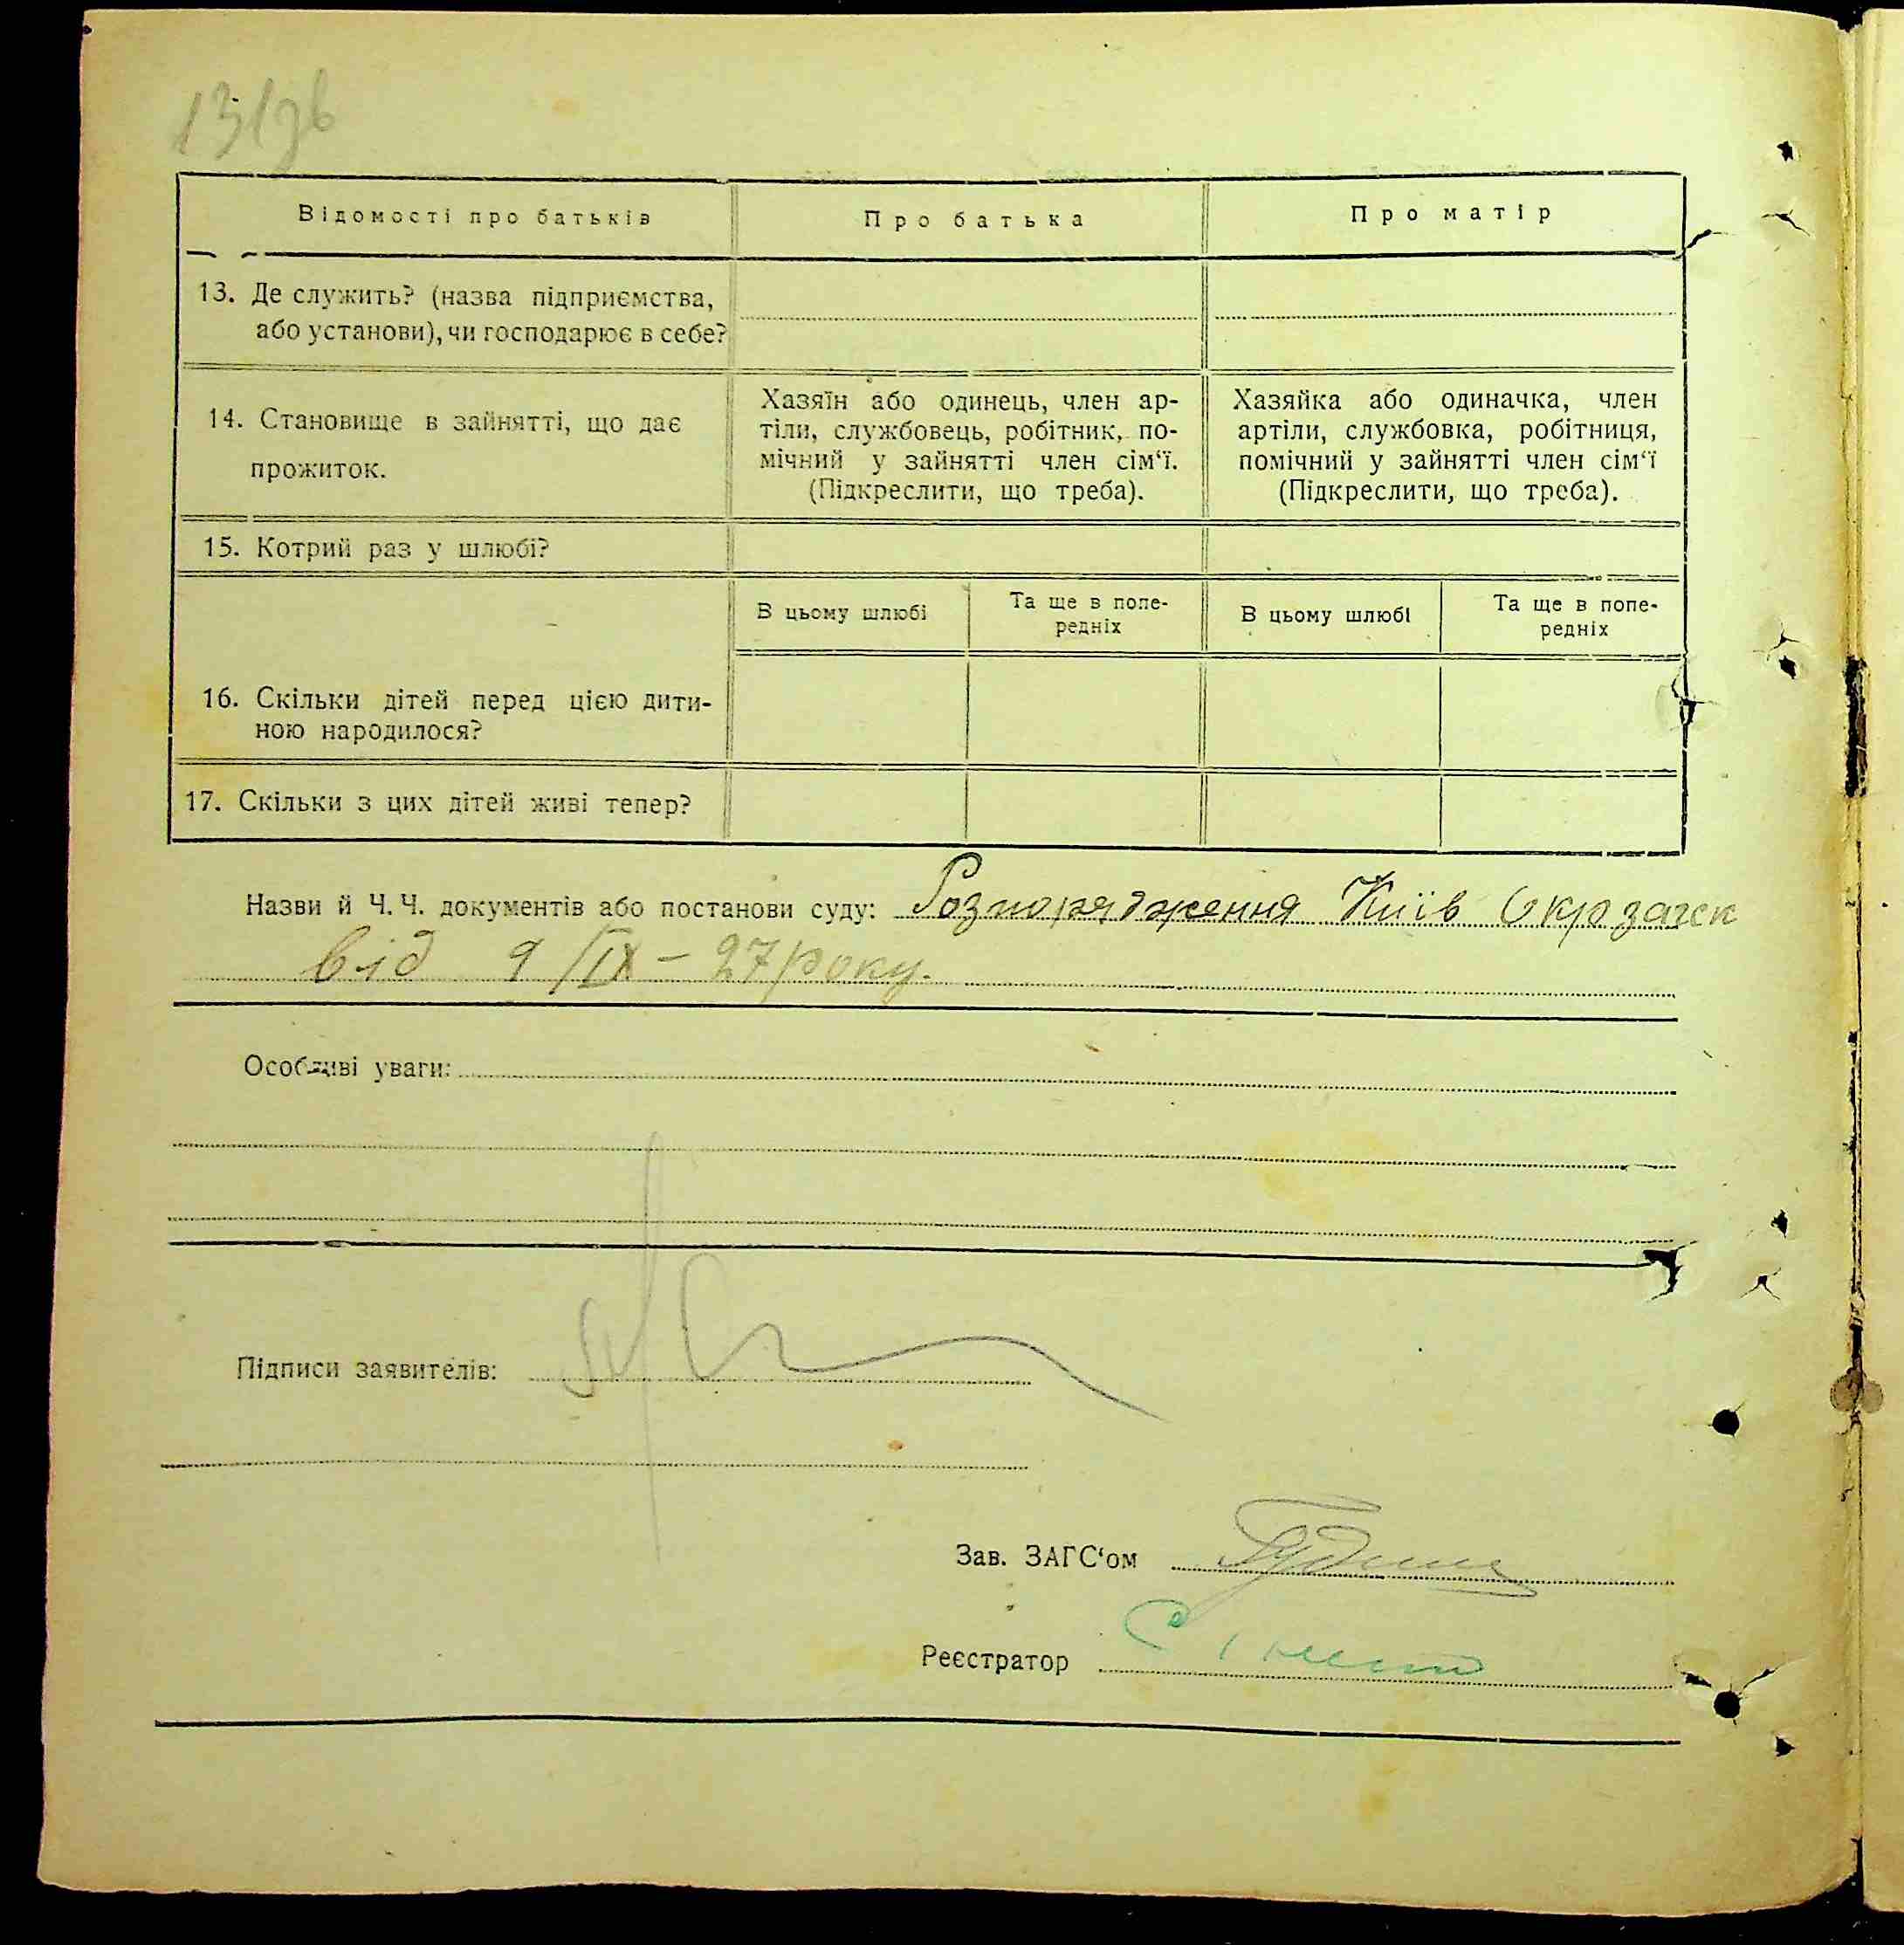 131зв
Відомості про батьків
Про батька
Про матір
13. Де служить? (назва підприємства,
або установи), чи господарює в себе?
14. Становище в зайнятті, що дає
прожиток.
Хазяїн або одинець, член ар-
тіли, службовець, робітник, по-
мічний у зайнятті член сім‘ї.
(Підкреслити, що треба).
Хазяйка або одиначка, член
артіли, службовка, робітниця,
помічний у зайнятті член сім‘ї
(Підкреслити, що треба).
15. Котрий раз у шлюбі?
В цьому шлюбі
Та ще в попе-
редніх
В цьому шлюбі
Та ще в попе-
редніх
16. Скільки дітей перед цією дити-
ною народилося?
17. Скільки з цих дітей живі тепер?
Назви й Ч. Ч. документів або постанови суду: Розпорядження Київ Окрзагск
від 9/IX – 27 року.
Особливі уваги:
Підписи заявителів:
Зав. ЗАГС‘ом
Реєстратор